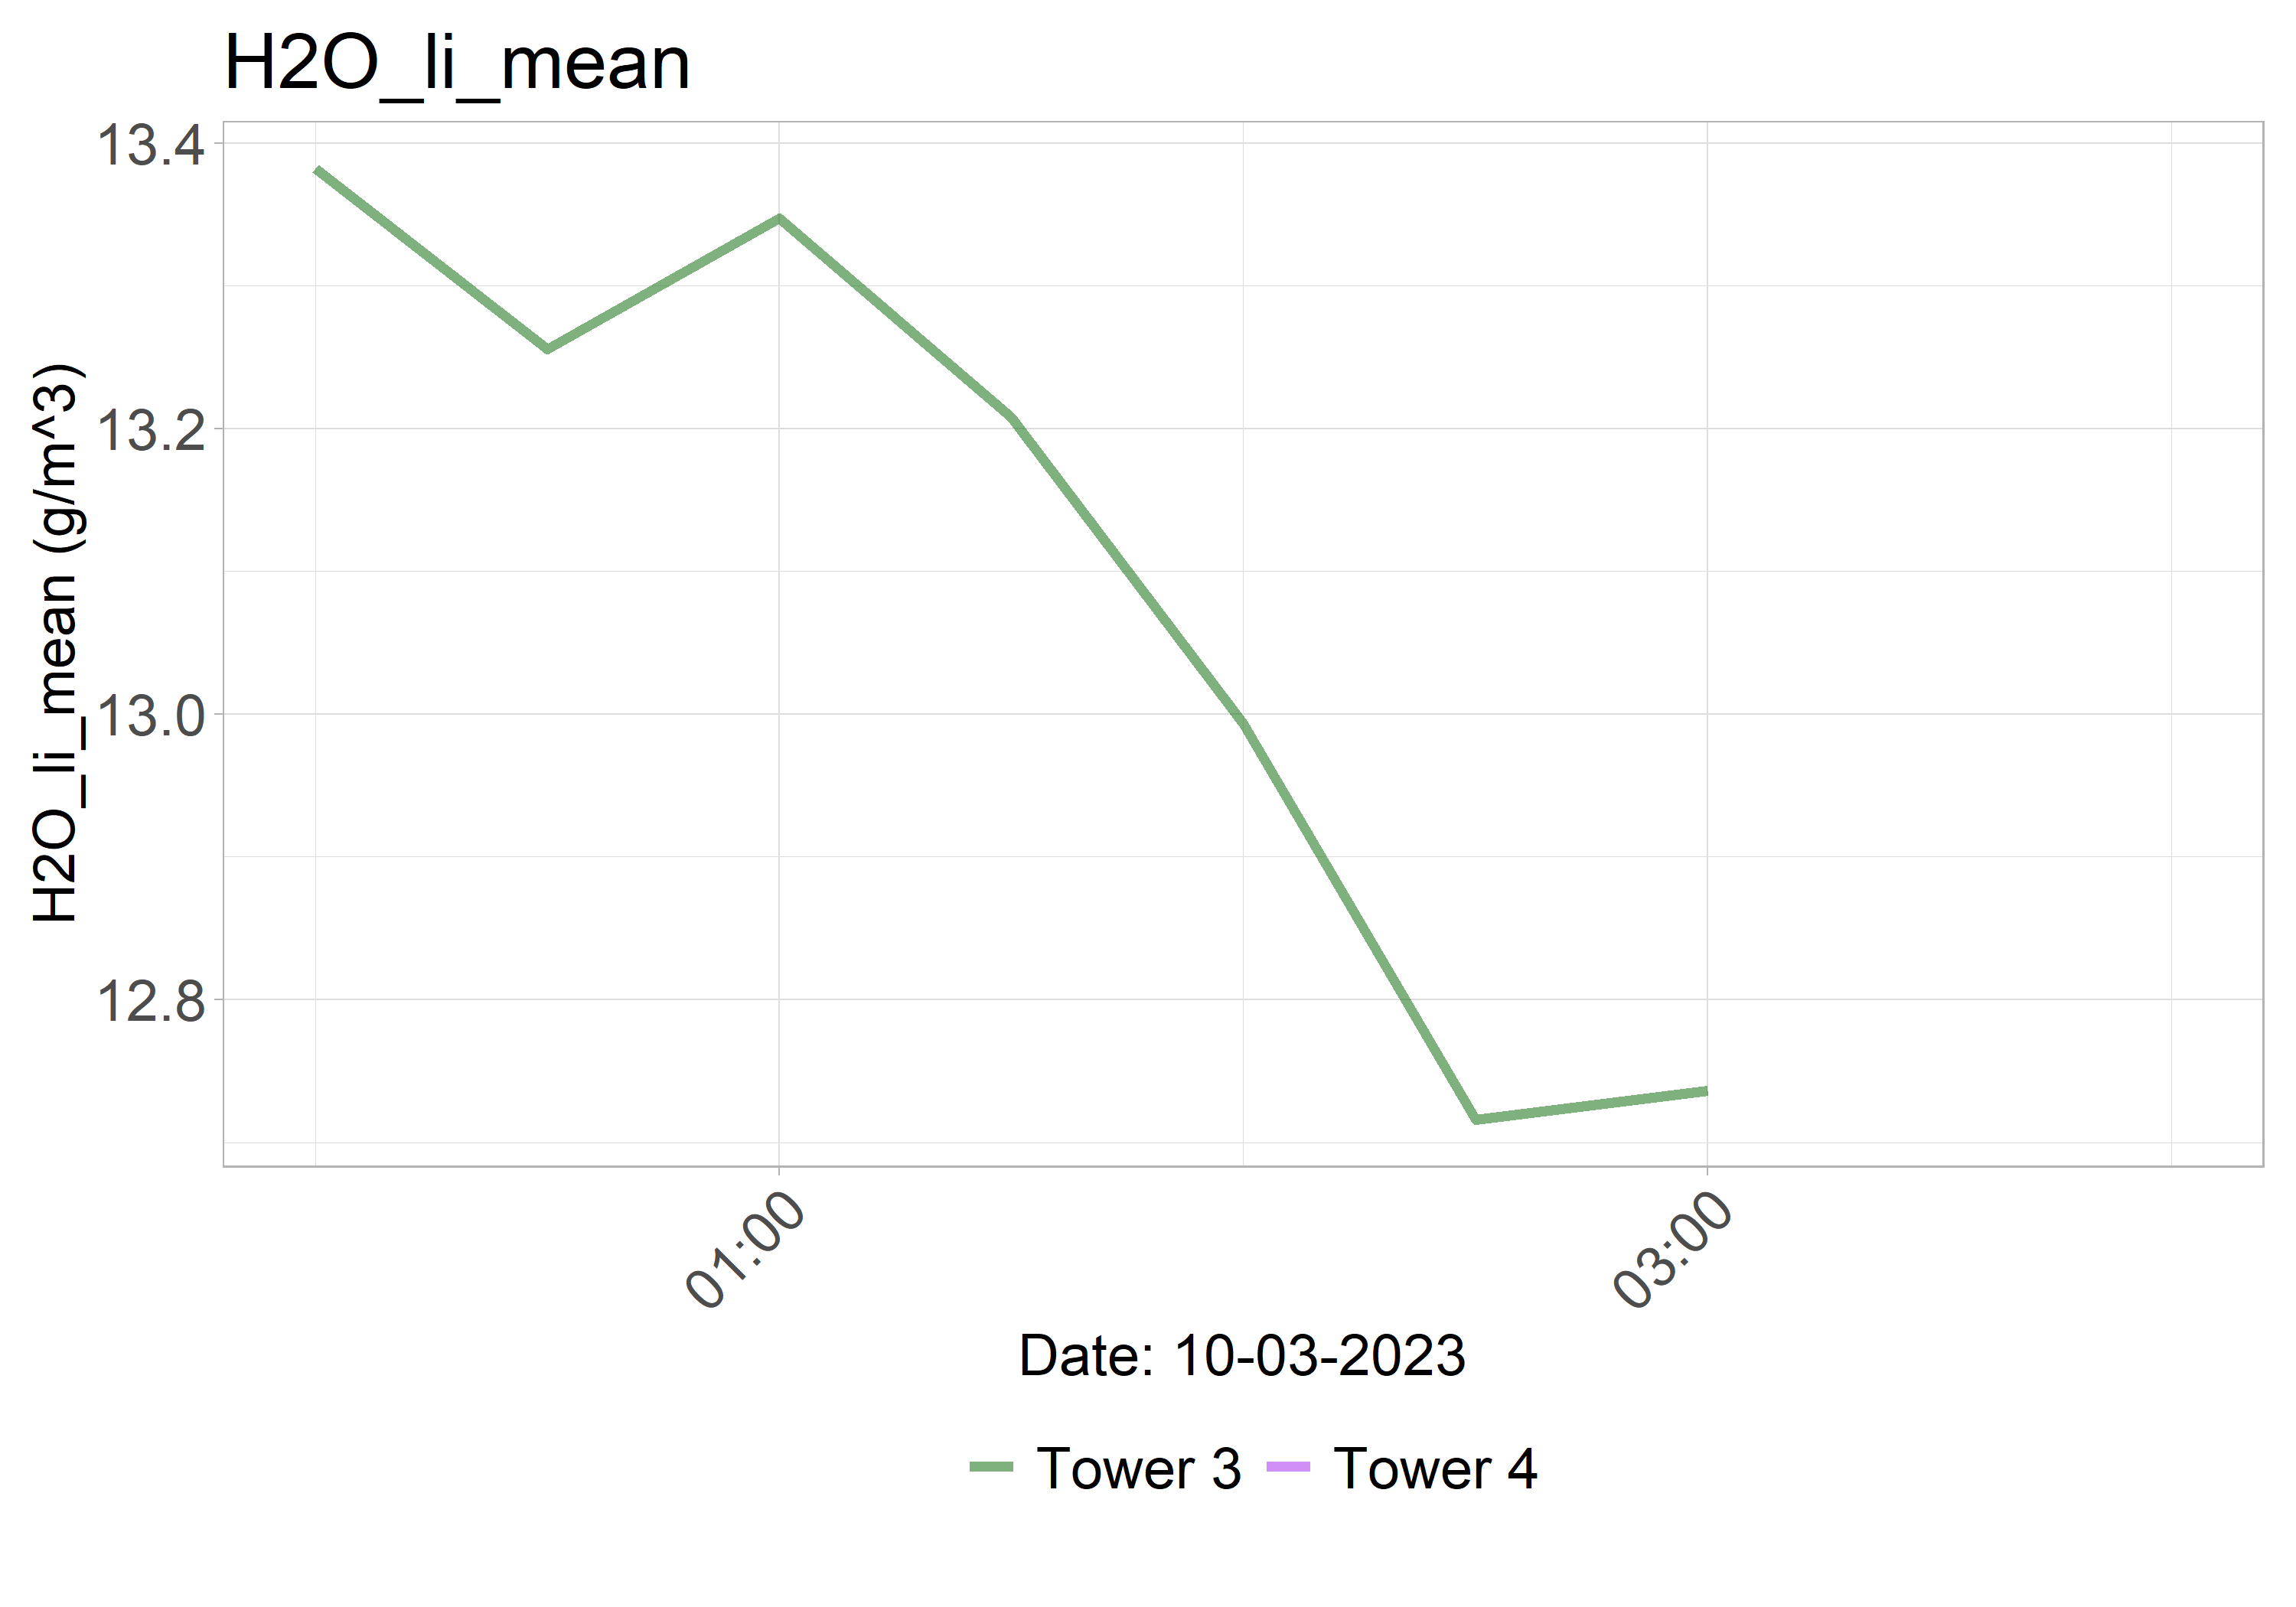 H2O_li_mean
H2O_li_mean (g/m^3)
13.4
13.2
13.0
12.8
01:00
03:00
Date: 10-03-2023
Tower 3
Tower 4